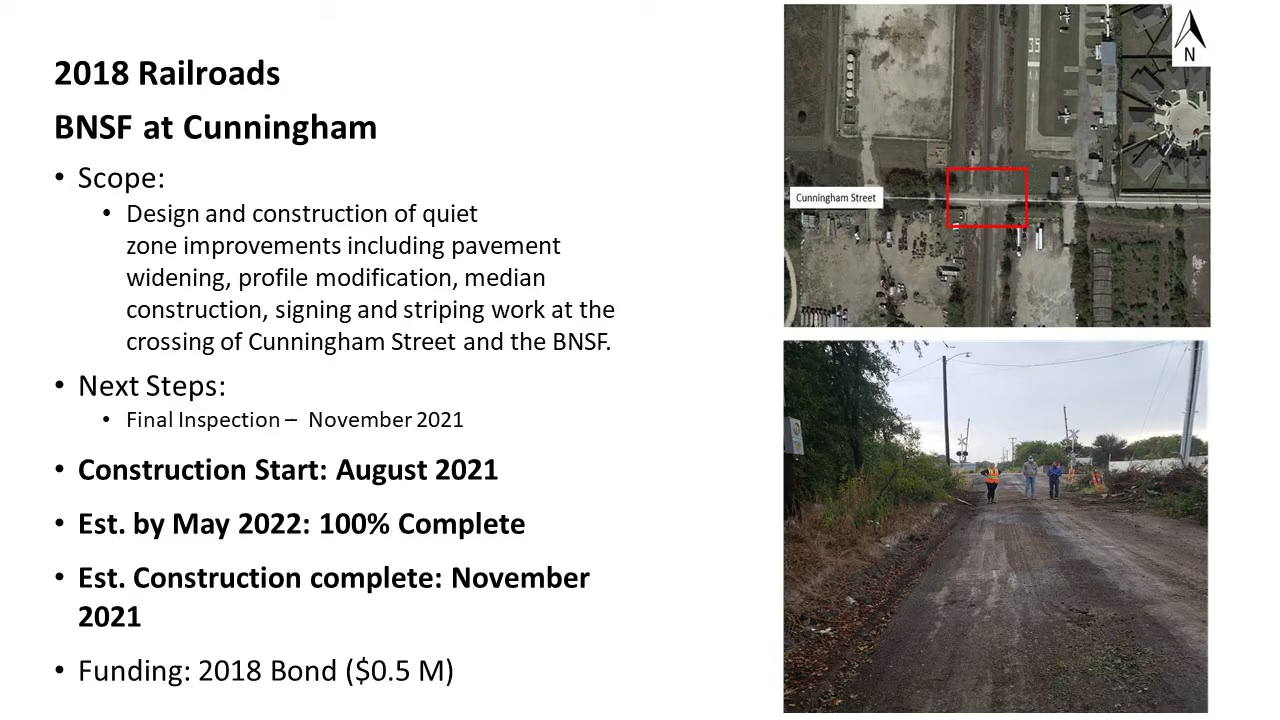 2018 Railroads
BNSF at Cunningham
• Scope:
• Design and construction of quiet
zone improvements including pavement
widening, profile modification, median
construction, signing and striping work at the
crossing of Cunningham Street and the BNSF.
• Next Steps:
• Final Inspection – November 2021
• Construction Start: August 2021
• Est. by May 2022: 100% Complete
• Est. Construction complete: November
2021
• Funding: 2018 Bond ($0.5 M)
N
35
Cunningham Street